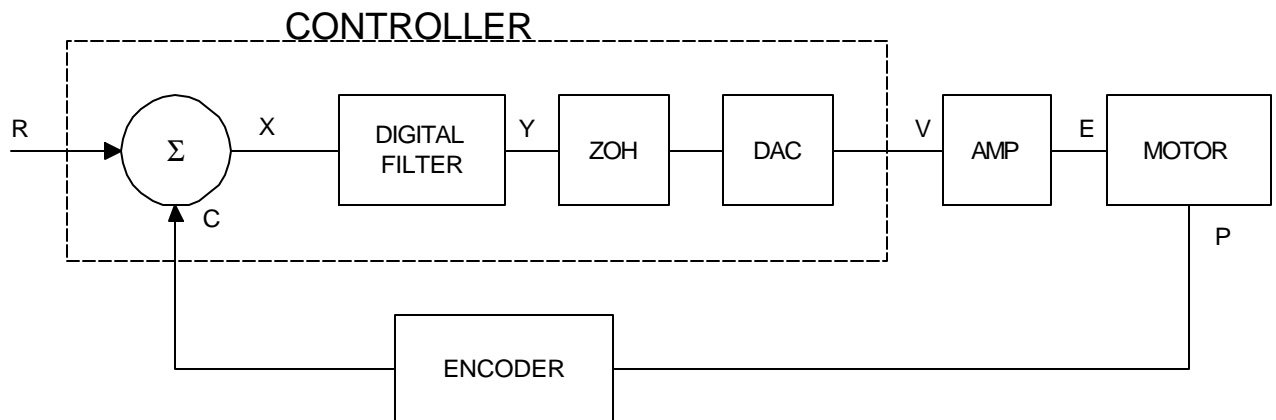 CONTROLLER
R
Σ
X
DIGITAL
FILTER
Y
ZOH
DAC
V
AMP
E
MOTOR
C
P
ENCODER